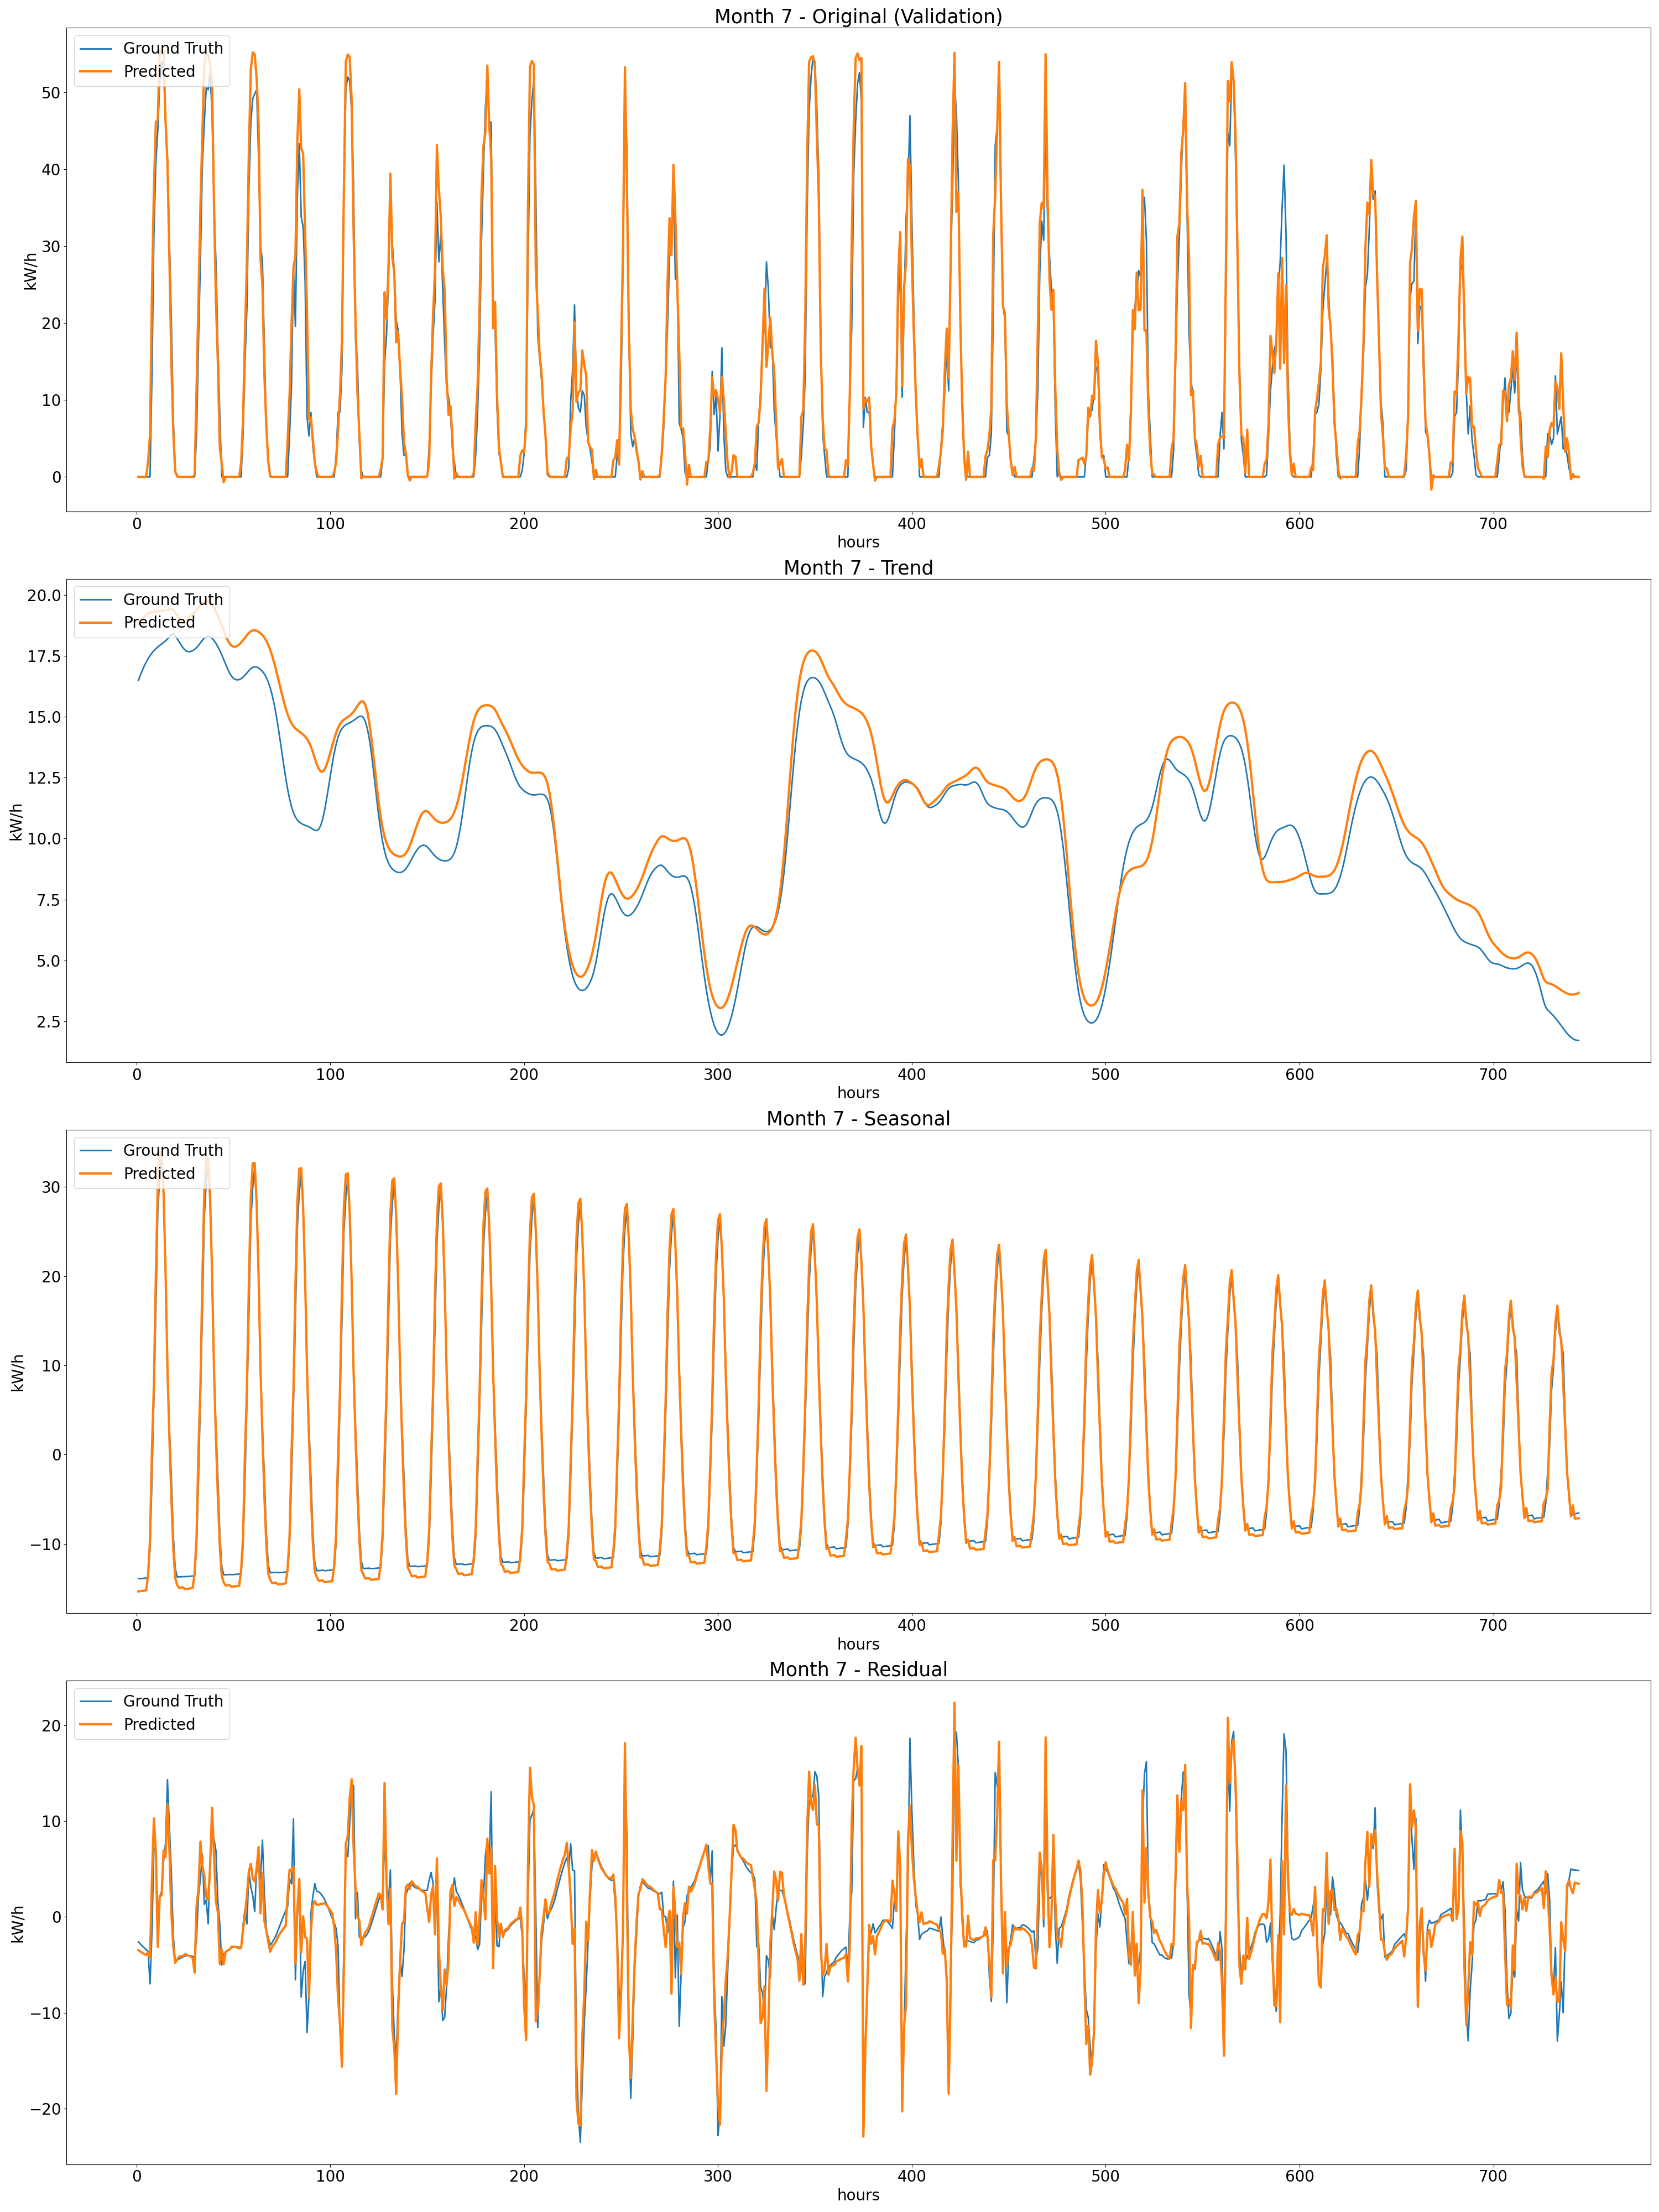 Month 7 - Original (Validation)
Ground Truth
Predicted
kW/h
50
40
30
20
10
0
0 100 200 300 400 500 600 700
hours
Month 7 - Trend
Ground Truth
Predicted
kW/h
20.0
17.5
15.0
12.5
10.0
7.5
5.0
2.5
0 100 200 300 400 500 600 700
hours
Month 7 - Seasonal
Ground Truth
Predicted
kW/h
30
20
10
0
−10
0 100 200 300 400 500 600 700
hours
Month 7 - Residual
Ground Truth
Predicted
kW/h
20
10
0
−10
−20
0 100 200 300 400 500 600 700
hours